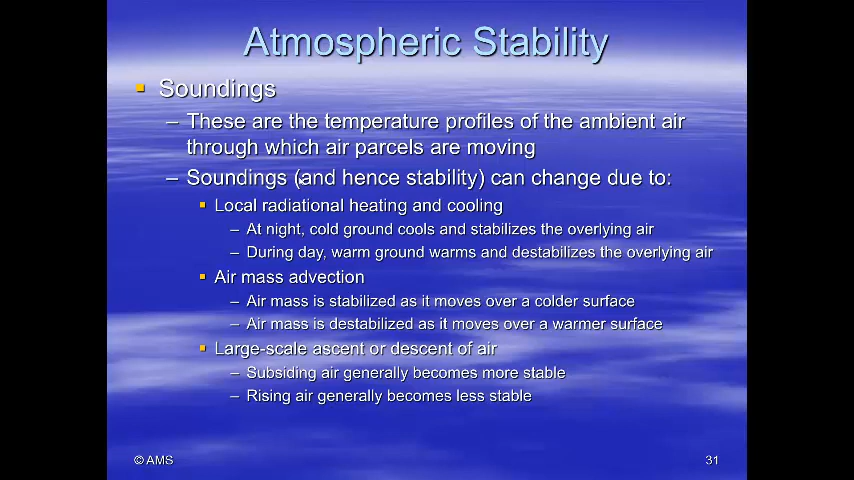 Atmospheric Stability
▪ Soundings
– These are the temperature profiles of the ambient air
through which air parcels are moving
– Soundings (and hence stability) can change due to:
▪ Local radiational heating and cooling
– At night, cold ground cools and stabilizes the overlying air
– During day, warm ground warms and destabilizes the overlying air
▪ Air mass advection
– Air mass is stabilized as it moves over a colder surface
– Air mass is destabilized as it moves over a warmer surface
▪ Large-scale ascent or descent of air
– Subsiding air generally becomes more stable
– Rising air generally becomes less stable
© AMS
31